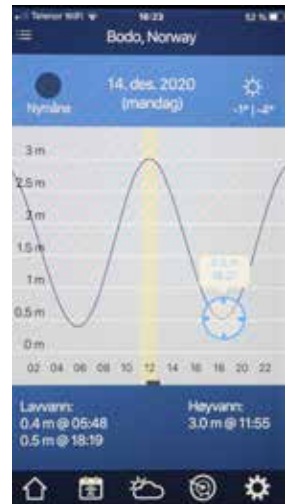 Telenor WiFi 18:23 52 %
Bodo, Norway
14. des. 2020
(mandag)
Nymåne
-1° | -2°
3 m
2.5 m
2 m
1.5 m
1 m
0.5 m
0 m
02 04 06 08 10 12 14 16 18 20 22
Lavvann: Høyvann:
0.4 m @ 05:48 3.0 m @ 11:55
0.5 m @ 18:19